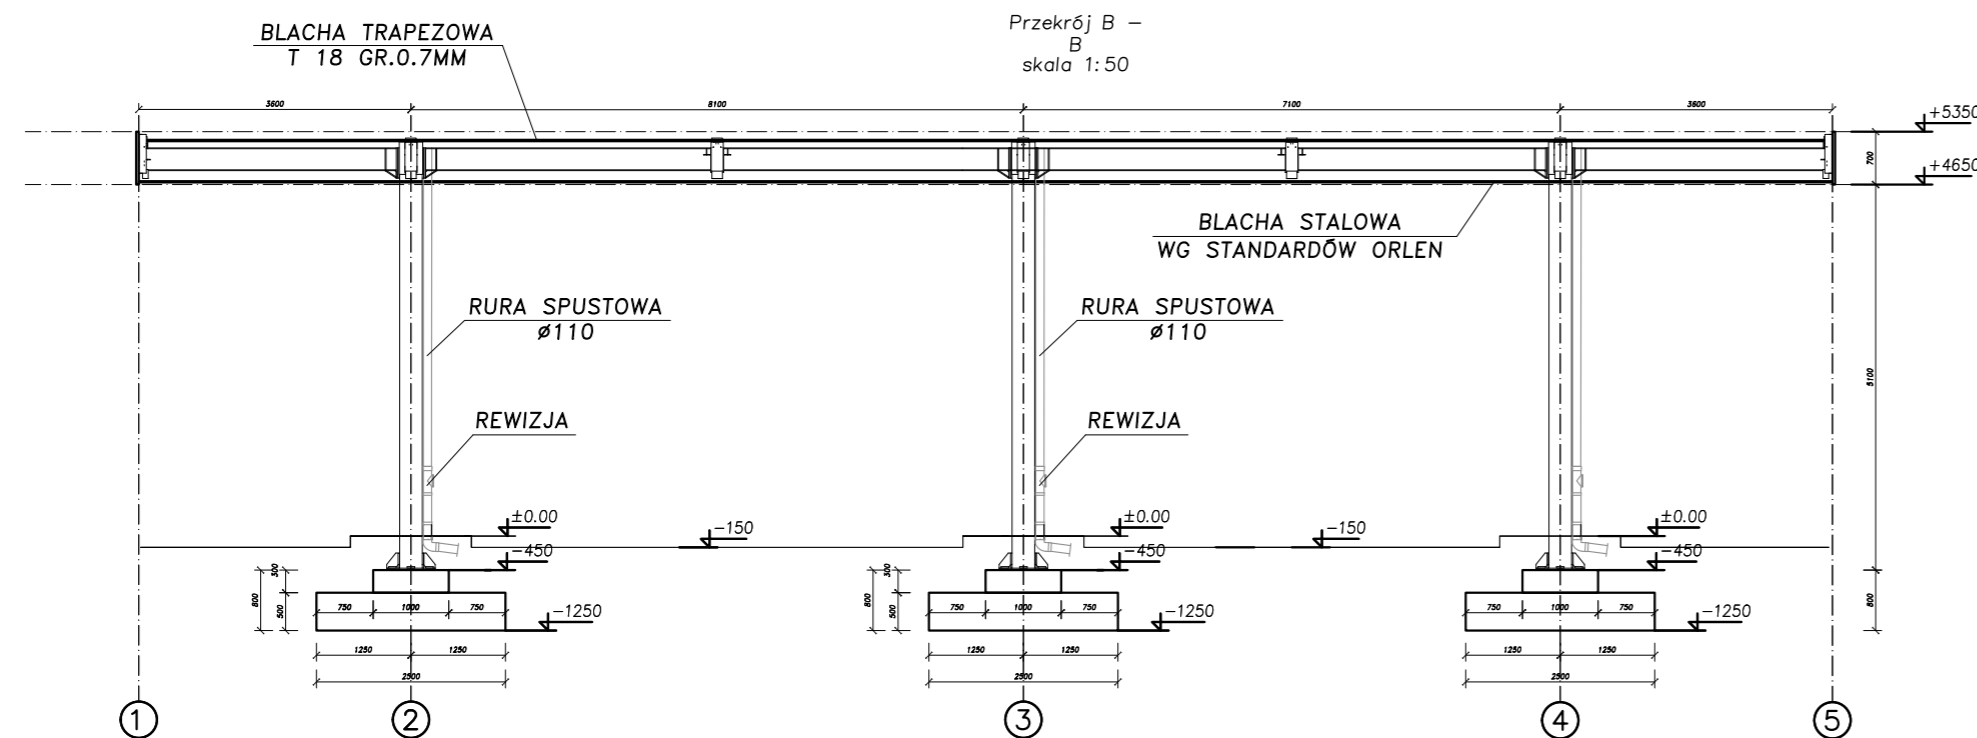 Przekrój B –
B
skala 1:50
BLACHA TRAPEZOWA
T 18 GR.0.7MM
3600 8100 7100 3600
+5350
700
+4650
BLACHA STALOWA
WG STANDARDÓW ORLEN
RURA SPUSTOWA
ø110
RURA SPUSTOWA
ø110
5100
REWIZJA
REWIZJA
±0.00 ±0.00 ±0.00
-150 -150
-450 -450 -450
800 300 500 750 1000 750 -1250
800 300 500 750 1000 750 -1250
750 1000 750 -1250
800
1250 1250 1250 1250 1250 1250
2500 2500 2500
1 2 3 4 5